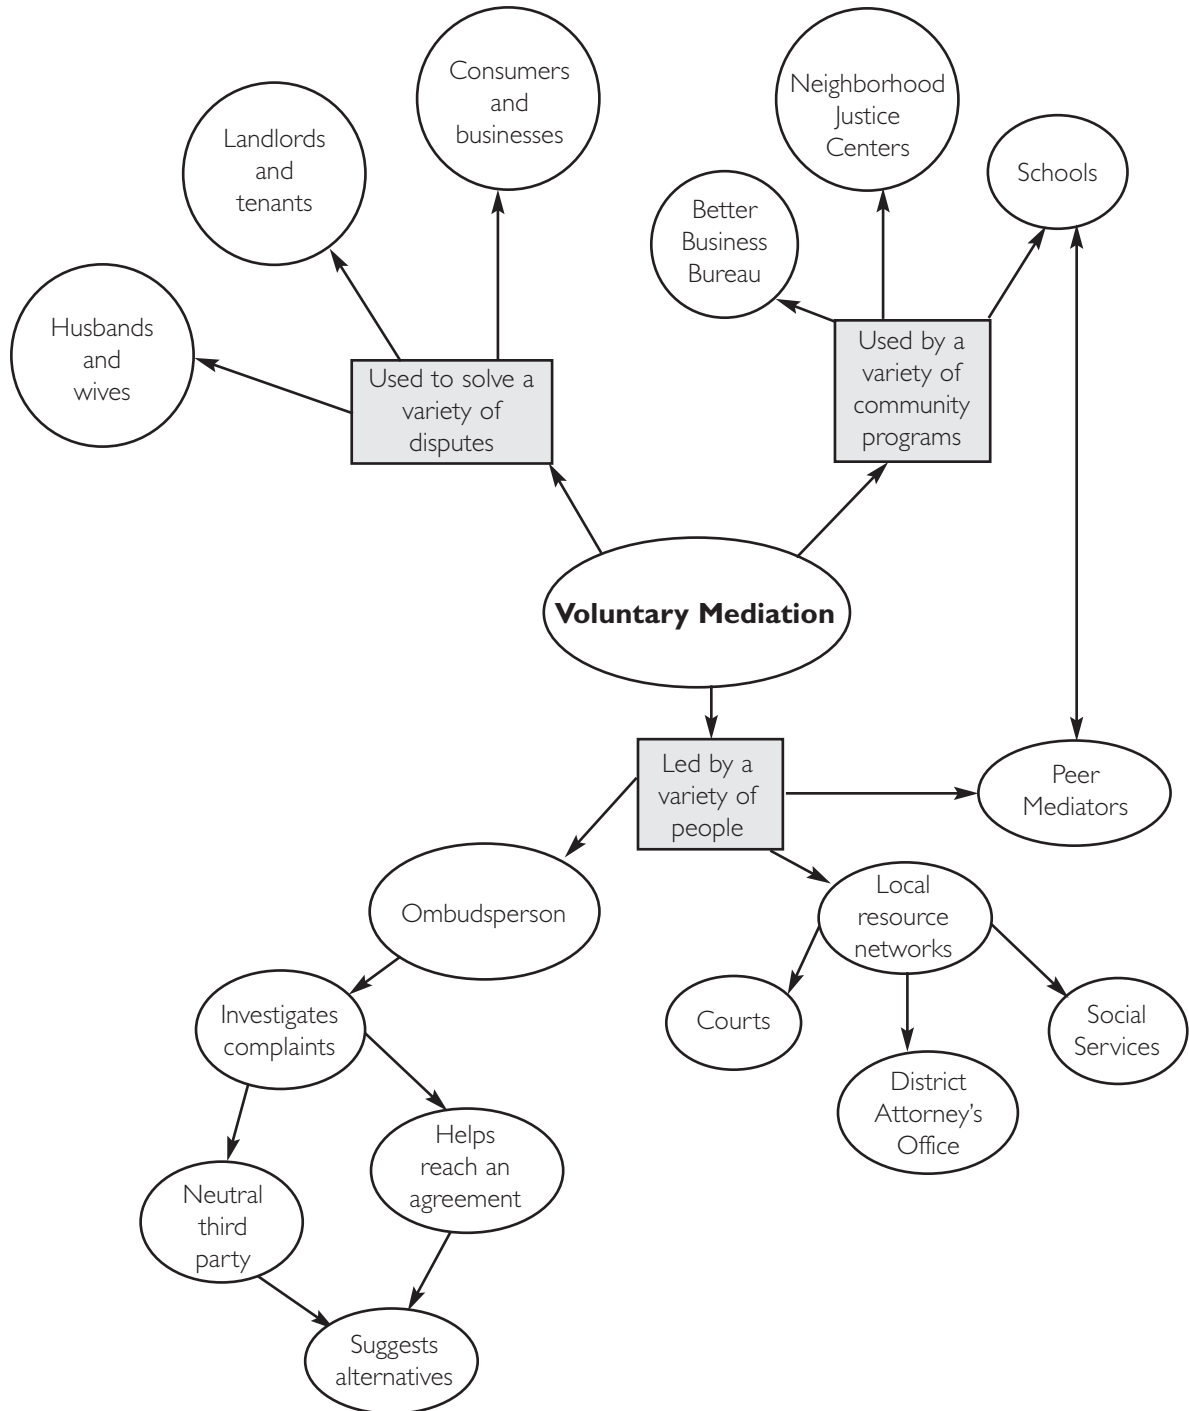 Consumers
and
businesses
Neighborhood
Justice
Centers
Landlords
and
tenants
Schools
Better
Business
Bureau
Husbands
and
wives
Used to solve a
variety of
disputes
Used by a
variety of
community
programs
Voluntary Mediation
Led by a
variety of
people
Peer
Mediators
Ombudsperson
Local
resource
networks
Investigates
complaints
Courts
Social
Services
District
Attorney's
Office
Helps
reach an
agreement
Neutral
third
party
Suggests
alternatives